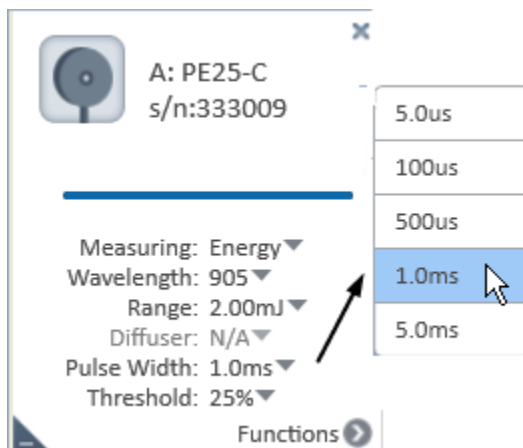 A: PE25-C
s/n:333009
Measuring: Energy
Wavelength: 905
Range: 2.00mJ
Diffuser: N/A
Pulse Width: 1.0ms
Threshold: 25%
Functions
5.0us
100us
500us
1.0ms
5.0ms